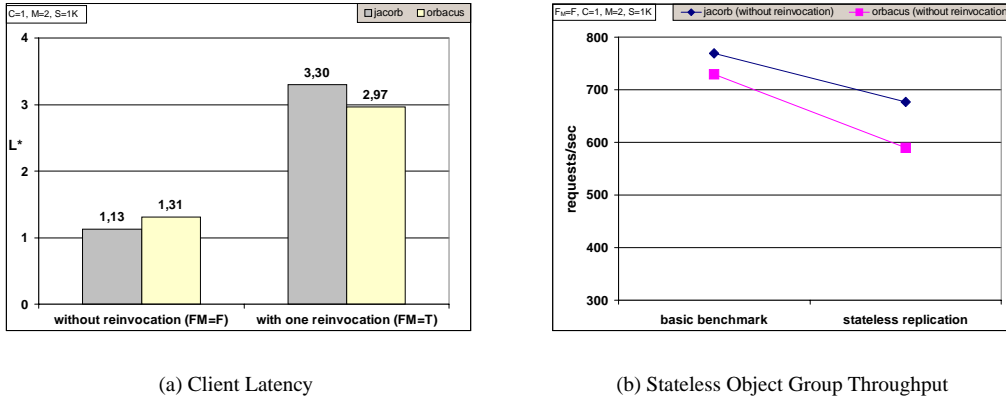 C=1, M=2, S=1K
jacorb orbacus
4
3
L*
2
1
0
3,30
2,97
1,13
1,31
without reinvocation (FM=F) with one reinvocation (FM=T)
(a) Client Latency
FM=F, C=1, M=2, S=1K
jacorb (without reinvocation) orbacus (without reinvocation
800
700
600
500
400
300
requests/sec
basic benchmark stateless replication
(b) Stateless Object Group Throughput